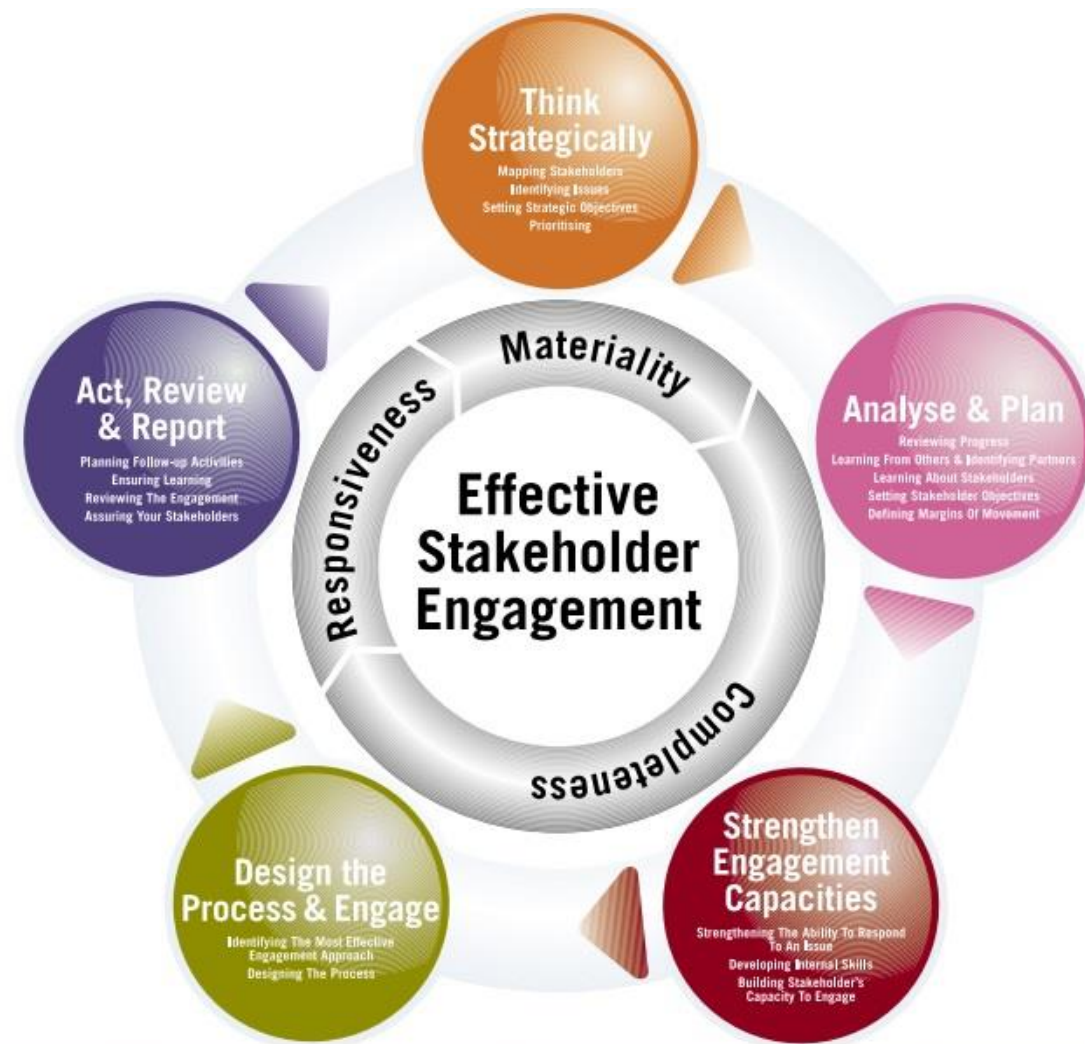 Think
Strategically
Mapping Stakeholders
Identifying Issues
Setting Strategic Objectives
Prioritising
Analyse & Plan
Reviewing Progress
Learning From Others & Identifying Partners
Learning About Stakeholders
Setting Stakeholder Objectives
Defining Margins Of Movement
Strengthen
Engagement
Capacities
Strengthening The Ability To Respond
To An Issue
Developing Internal Skills
Building Stakeholder's
Capacity To Engage
Design the
Process & Engage
Identifying The Most Effective
Engagement Approach
Designing The Process
Act, Review
& Report
Planning Follow-up Activities
Ensuring Learning
Reviewing The Engagement
Assuring Your Stakeholders
Materiality
Completeness
Responsiveness
Effective
Stakeholder
Engagement